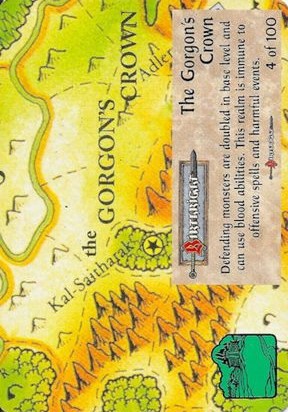 the GORGON'S CROWN
Adele
Kal-Saitharak
BIRTHRIGHT
The Gorgon's
Crown
Defending monsters are doubled in base level and
can use blood abilities. This realm is immune to
offensive spells and harmful events.
4 of 100